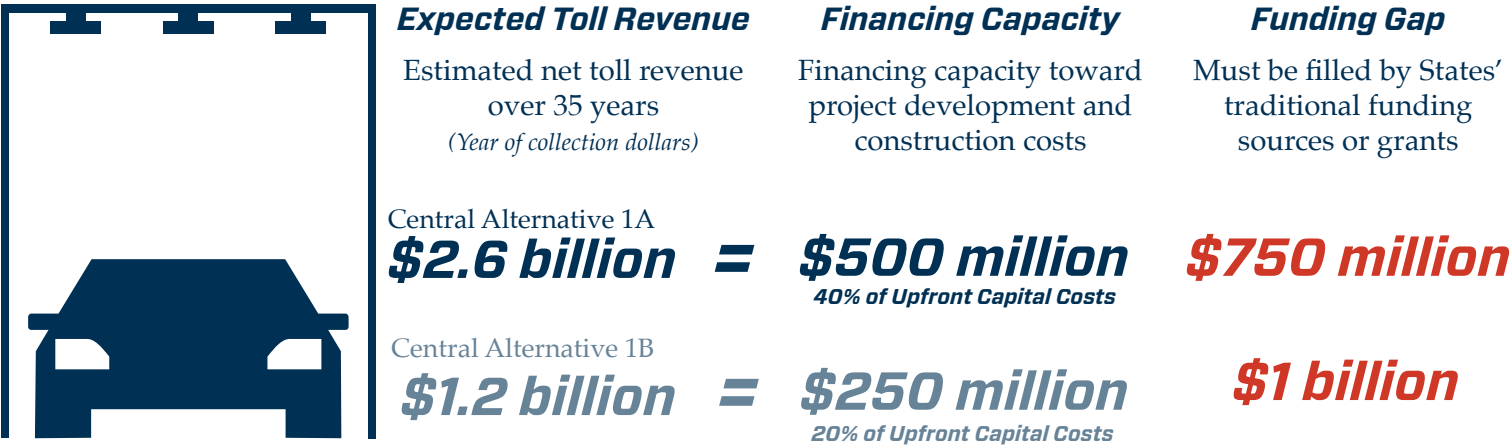 Expected Toll Revenue
Estimated net toll revenue
over 35 years
(Year of collection dollars)
Financing Capacity
Financing capacity toward
project development and
construction costs
Funding Gap
Must be filled by States’
traditional funding
sources or grants
Central Alternative 1A
$2.6 billion = $500 million $750 million
40% of Upfront Capital Costs
Central Alternative 1B
$1.2 billion = $250 million $1 billion
20% of Upfront Capital Costs